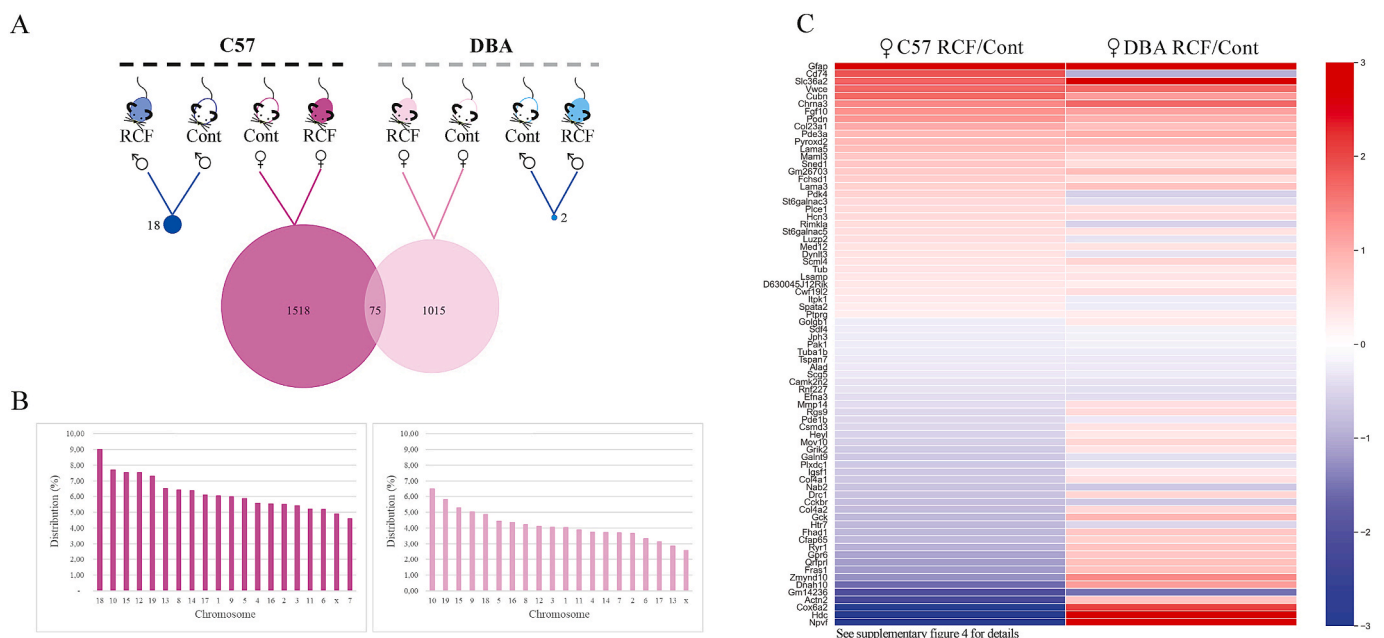 A
C57
DBA
RCF Cont Cont RCF RCF Cont Cont RCF
♂ ♂ ♀ ♀ ♀ ♀ ♂ ♂
18
2
1518
75
1015
B
10,00
9,00
8,00
7,00
6,00
5,00
4,00
3,00
2,00
1,00
-
Distribution (%)
18 10 15 12 19 13 8 14 17 1 9 5 4 16 2 3 11 6 x 7
Chromosome
10,00
9,00
8,00
7,00
6,00
5,00
4,00
3,00
2,00
1,00
0,00
Distribution (%)
10 19 15 9 18 5 16 8 12 3 1 11 4 14 7 2 6 17 13 x
Chromosome
C
♀ C57 RCF/Cont
♀ DBA RCF/Cont
Gfap
Cd74
Slc36a2
Vwce
Cubn
Chrna3
Fgf10
Podn
Col23a1
Pde3a
Pyroxd2
Lama5
Maml3
Sned1
Gm26703
Fchsd1
Lama3
Pdk4
St6galnac3
Plce1
Hcn3
Rimkla
St6galnac5
Luzp2
Med12
Dynlt3
Scml4
Tub
Lsamp
D630045J12Rik
Cwf19l2
Itpk1
Spata2
Ptprg
Golgb1
Sdf4
Jph3
Pak1
Tuba1b
Tspan7
Alad
Scg5
Camk2n2
Rnf227
Efna3
Mmp14
Rgs9
Pde1b
Csmd3
Heyl
Mov10
Grik2
Galnt9
Plxdc1
Igsf1
Col4a1
Nab2
Drc1
Cckbr
Col4a2
Gck
Htr7
Fhad1
Cfap65
Ryr1
Gpr6
Qrfprl
Fras1
Zmynd10
Dnah10
Gm14236
Actn2
Cox6a2
Hdc
Npvf
3
2
1
0
−1
−2
−3
See supplementary figure 4 for details